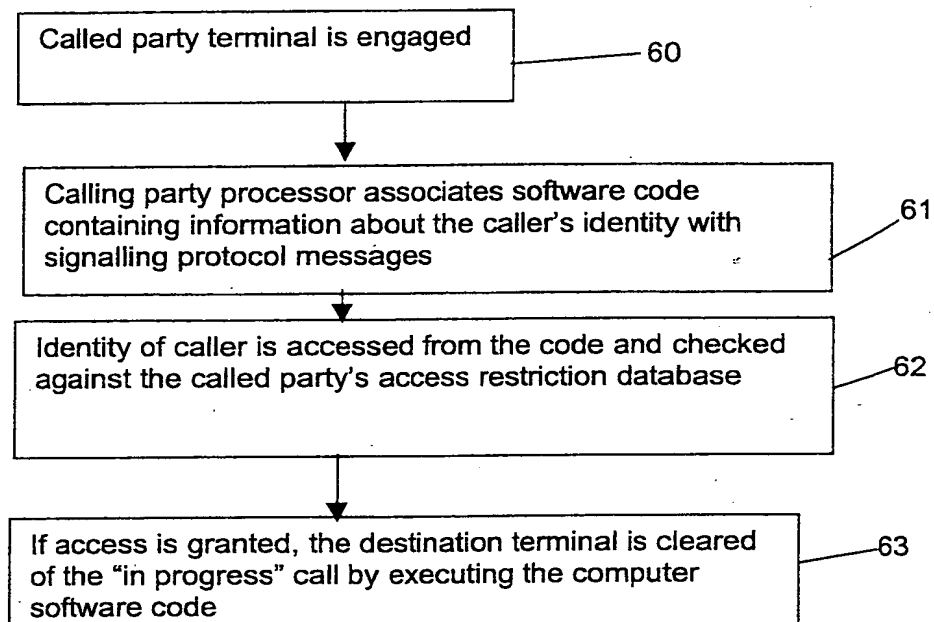 Called party terminal is engaged
60
Calling party processor associates software code
containing information about the caller's identity with
signalling protocol messages
61
Identity of caller is accessed from the code and checked
against the called party's access restriction database
62
If access is granted, the destination terminal is cleared
of the "in progress" call by executing the computer
software code
63